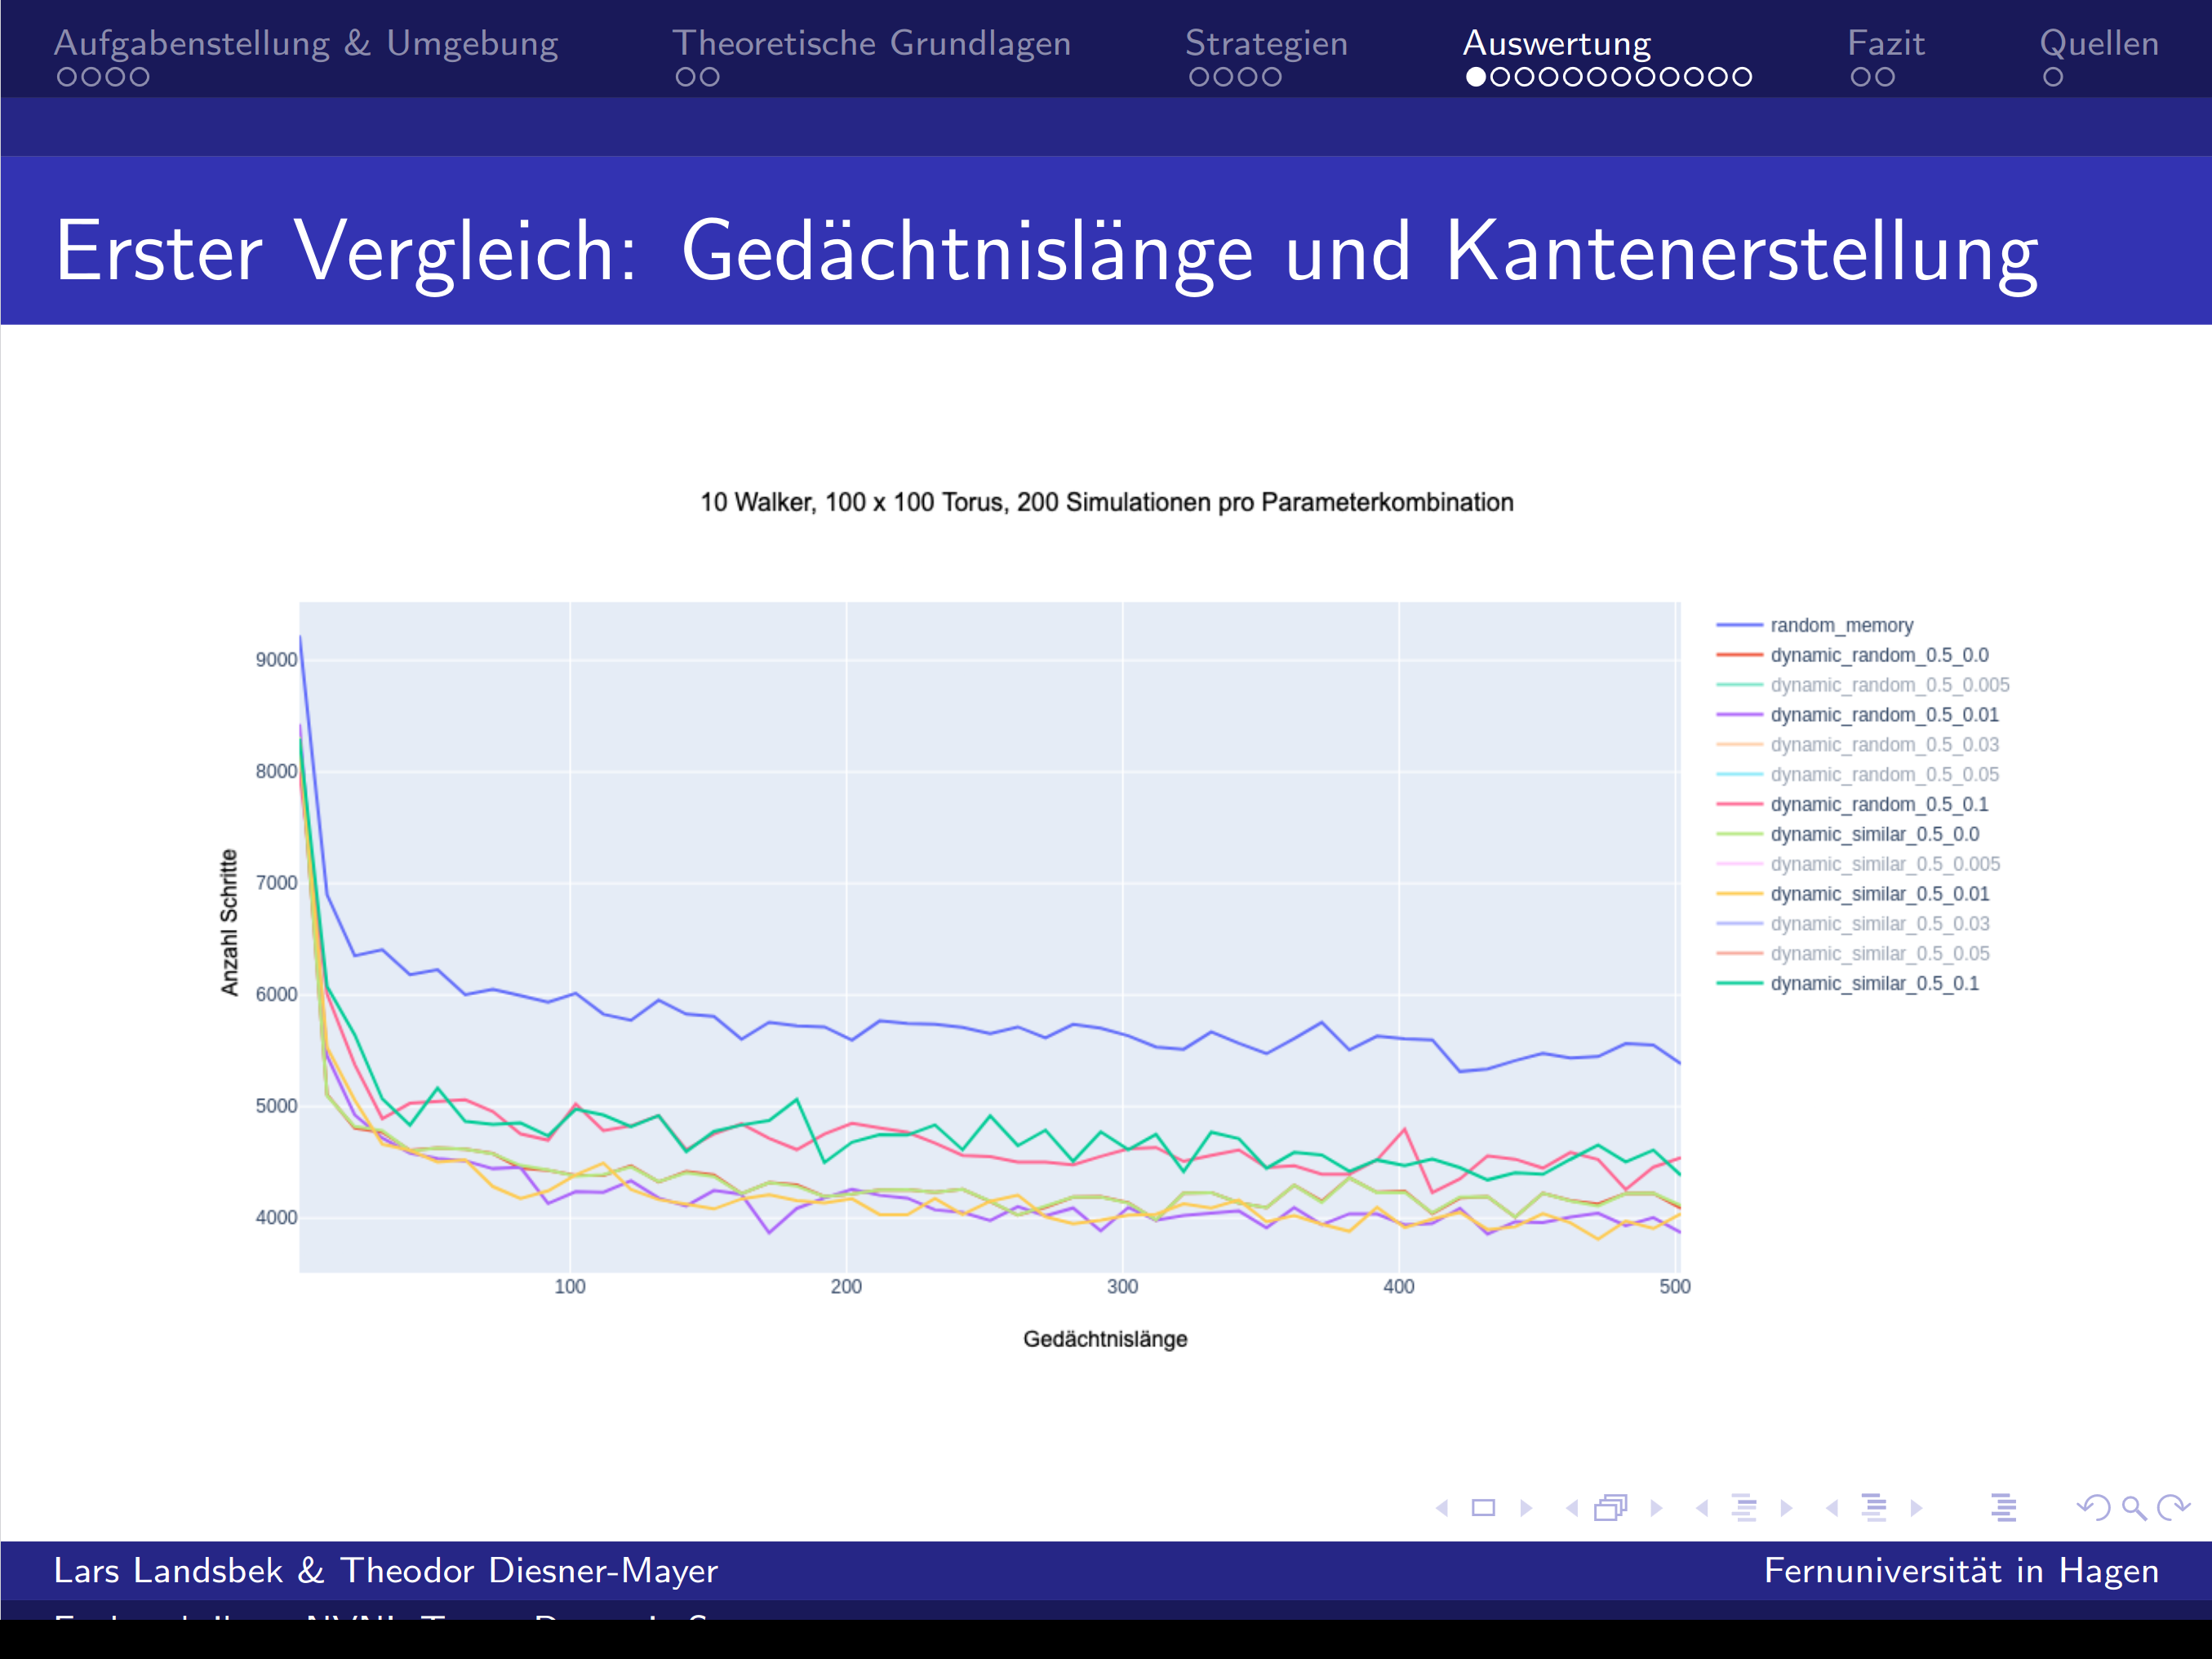 Aufgabenstellung & Umgebung Theoretische Grundlagen Strategien Auswertung Fazit Quellen
Erster Vergleich: Gedächtnislänge und Kantenerstellung
10 Walker, 100 x 100 Torus, 200 Simulationen pro Parameterkombination
9000
8000
7000
6000
5000
4000
Anzahl Schritte
100 200 300 400 500
Gedächtnislänge
random_memory
dynamic_random_0.5_0.0
dynamic_random_0.5_0.005
dynamic_random_0.5_0.01
dynamic_random_0.5_0.03
dynamic_random_0.5_0.05
dynamic_random_0.5_0.1
dynamic_similar_0.5_0.0
dynamic_similar_0.5_0.005
dynamic_similar_0.5_0.01
dynamic_similar_0.5_0.03
dynamic_similar_0.5_0.05
dynamic_similar_0.5_0.1
Lars Landsbek & Theodor Diesner-Mayer Fernuniversität in Hagen